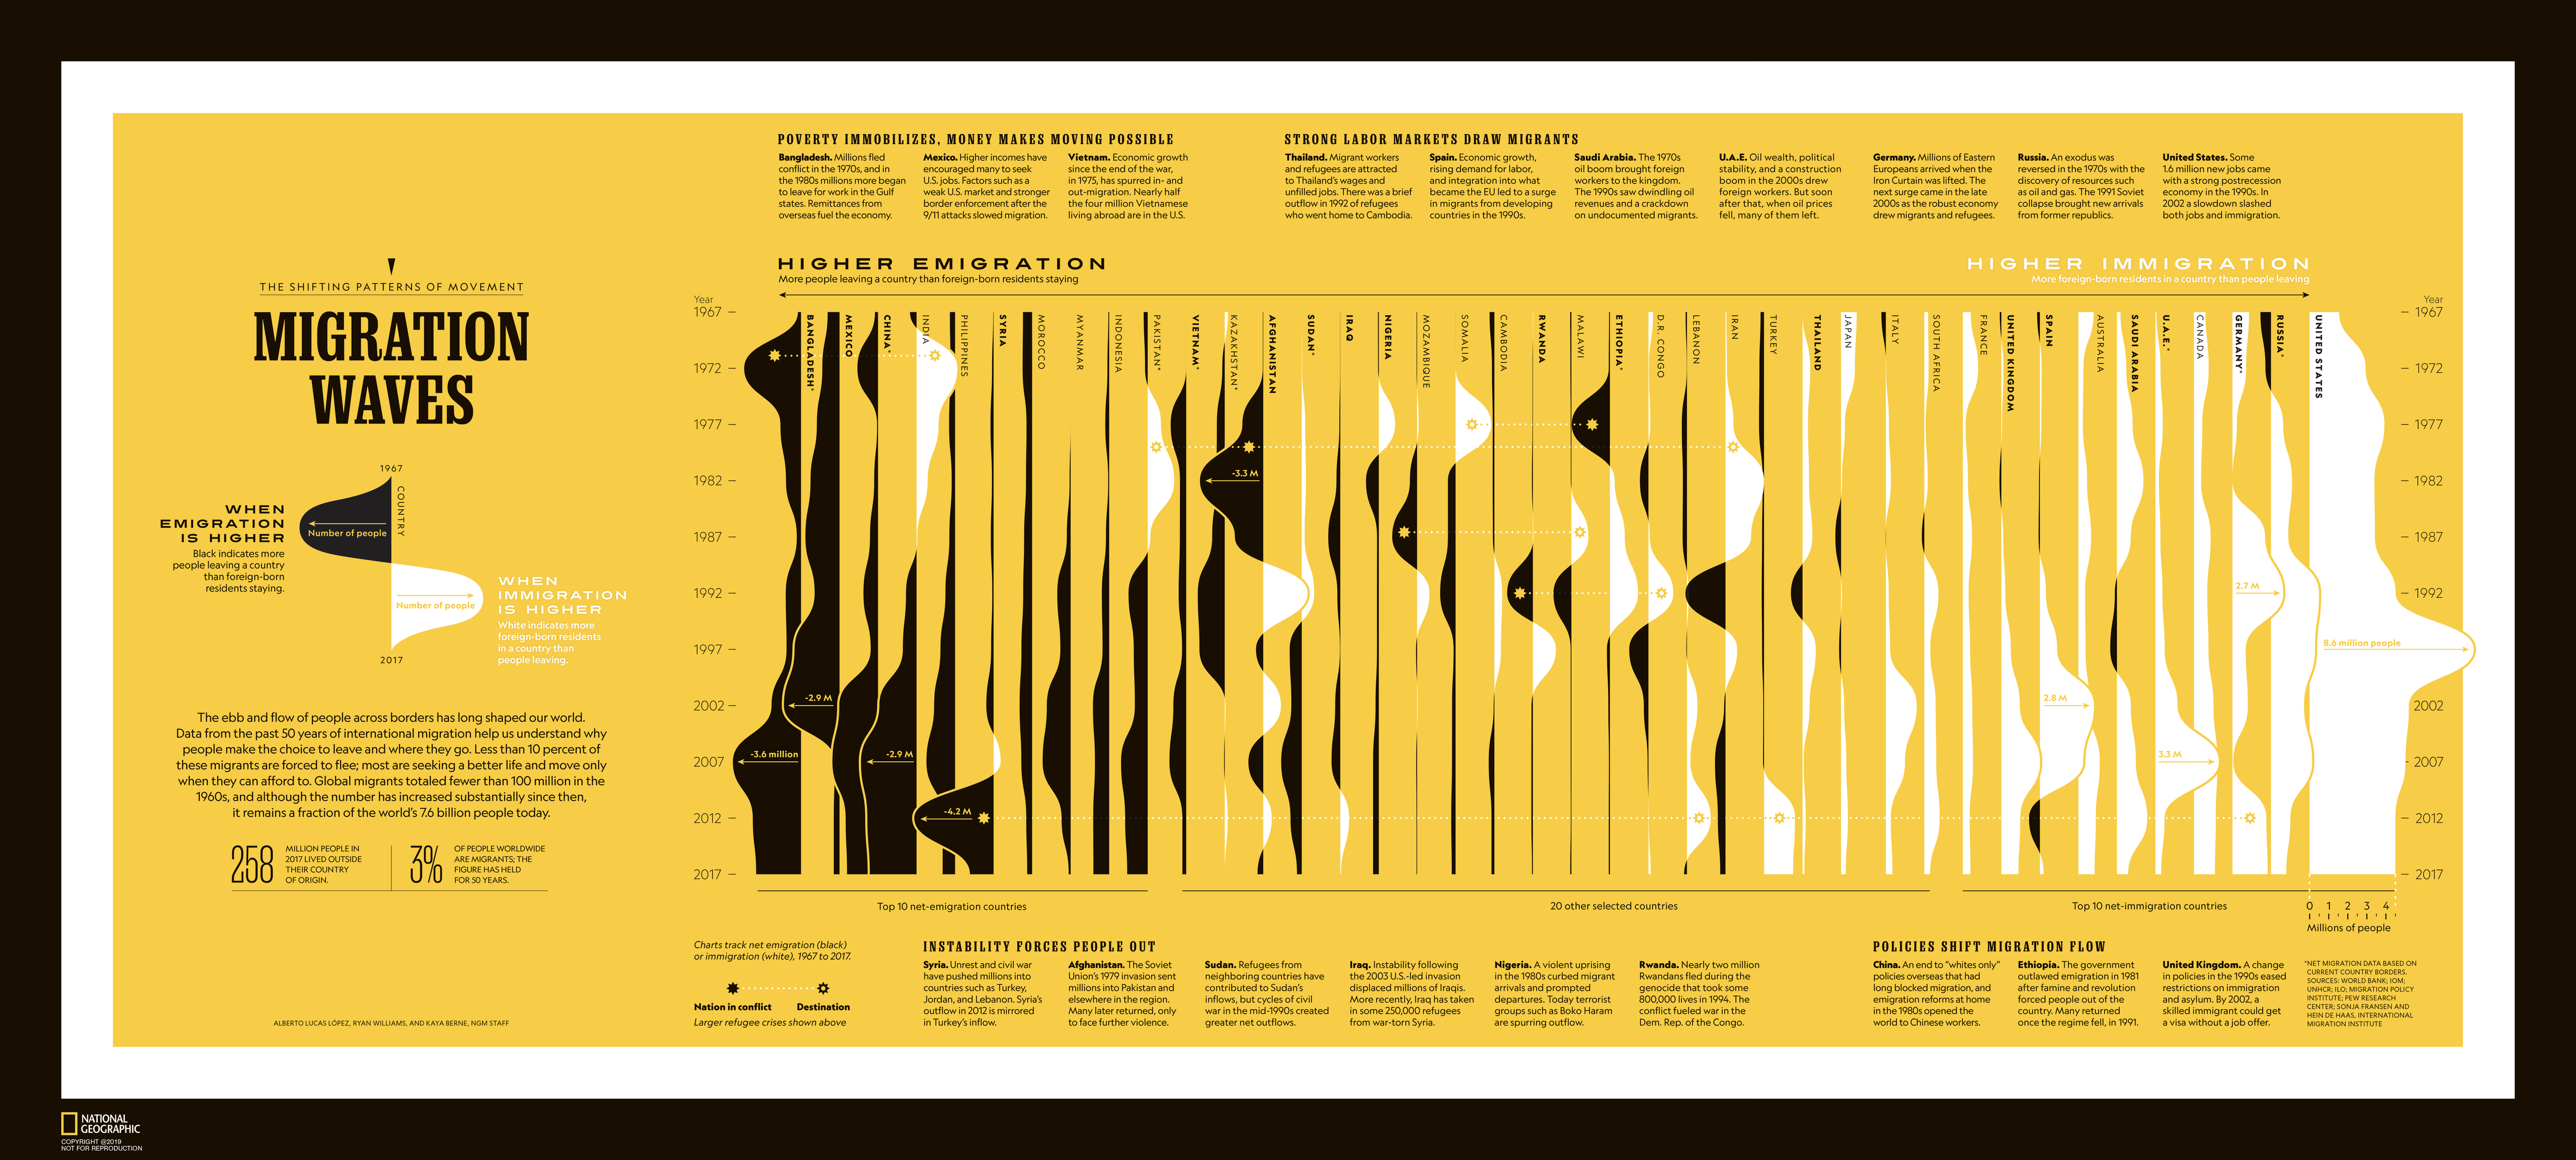 THE SHIFTING PATTERNS OF MOVEMENT
MIGRATION
WAVES
1967
COUNTRY
WHEN
EMIGRATION
IS HIGHER
Number of people
Black indicates more
people leaving a country
than foreign-born
residents staying.
WHEN
IMMIGRATION
IS HIGHER
Number of people
White indicates more
foreign-born residents
in a country than
people leaving.
2017
The ebb and flow of people across borders has long shaped our world.
Data from the past 50 years of international migration help us understand why
people make the choice to leave and where they go. Less than 10 percent of
these migrants are forced to flee; most are seeking a better life and move only
when they can afford to. Global migrants totaled fewer than 100 million in the
1960s, and although the number has increased substantially since then,
it remains a fraction of the world's 7.6 billion people today.
258
MILLION PEOPLE IN
2017 LIVED OUTSIDE
THEIR COUNTRY
OF ORIGIN.
3%
OF PEOPLE WORLDWIDE
ARE MIGRANTS; THE
FIGURE HAS HELD
FOR 50 YEARS.
ALBERTO LUCAS LÓPEZ, RYAN WILLIAMS, AND KAYA BERNE, NGM STAFF
POVERTY IMMOBILIZES, MONEY MAKES MOVING POSSIBLE
Bangladesh. Millions fled
conflict in the 1970s, and in
the 1980s millions more began
to leave for work in the Gulf
states. Remittances from
overseas fuel the economy.
Mexico. Higher incomes have
encouraged many to seek
U.S. jobs. Factors such as a
weak U.S. market and stronger
border enforcement after the
9/11 attacks slowed migration.
Vietnam. Economic growth
since the end of the war,
in 1975, has spurred in- and
out-migration. Nearly half
the four million Vietnamese
living abroad are in the U.S.
STRONG LABOR MARKETS DRAW MIGRANTS
Thailand. Migrant workers
and refugees are attracted
to Thailand's wages and
unfilled jobs. There was a brief
outflow in 1992 of refugees
who went home to Cambodia.
Spain. Economic growth,
rising demand for labor,
and integration into what
became the EU led to a surge
in migrants from developing
countries in the 1990s.
Saudi Arabia. The 1970s
oil boom brought foreign
workers to the kingdom.
The 1990s saw dwindling oil
revenues and a crackdown
on undocumented migrants.
U.A.E. Oil wealth, political
stability, and a construction
boom in the 2000s drew
foreign workers. But soon
after that, when oil prices
fell, many of them left.
Germany. Millions of Eastern
Europeans arrived when the
Iron Curtain was lifted. The
next surge came in the late
2000s as the robust economy
drew migrants and refugees.
Russia. An exodus was
reversed in the 1970s with the
discovery of resources such
as oil and gas. The 1991 Soviet
collapse brought new arrivals
from former republics.
United States. Some
1.6 million new jobs came
with a strong postrecession
economy in the 1990s. In
2002 a slowdown slashed
both jobs and immigration.
HIGHER EMIGRATION
More people leaving a country than foreign-born residents staying
HIGHER IMMIGRATION
More foreign-born residents in a country than people leaving
Year
1967
1972
1977
1982
1987
1992
1997
2002
2007
2012
2017
BANGLADESH*
MEXICO
CHINA*
INDIA
PHILIPPINES
SYRIA
MOROCCO
MYANMAR
INDONESIA
PAKISTAN*
VIETNAM*
KAZAKHSTAN*
AFGHANISTAN
SUDAN*
IRAQ
NIGERIA
MOZAMBIQUE
SOMALIA
CAMBODIA
RWANDA
MALAWI
ETHIOPIA*
D.R. CONGO
LEBANON
IRAN
TURKEY
THAILAND
JAPAN
ITALY
SOUTH AFRICA
FRANCE
UNITED KINGDOM
SPAIN
AUSTRALIA
SAUDI ARABIA
U.A.E.*
CANADA
GERMANY*
RUSSIA*
UNITED STATES
-3.3 M
2.7 M
8.6 million people
-2.9 M
2.8 M
-3.6 million
-2.9 M
3.3 M
-4.2 M
Year
1967
1972
1977
1982
1987
1992
1997
2002
2007
2012
2017
Top 10 net-emigration countries
20 other selected countries
Top 10 net-immigration countries
0 1 2 3 4
Millions of people
Charts track net emigration (black)
or immigration (white), 1967 to 2017.
Nation in conflict
Destination
Larger refugee crises shown above
INSTABILITY FORCES PEOPLE OUT
Syria. Unrest and civil war
have pushed millions into
countries such as Turkey,
Jordan, and Lebanon. Syria's
outflow in 2012 is mirrored
in Turkey's inflow.
Afghanistan. The Soviet
Union's 1979 invasion sent
millions into Pakistan and
elsewhere in the region.
Many later returned, only
to face further violence.
Sudan. Refugees from
neighboring countries have
contributed to Sudan's
inflows, but cycles of civil
war in the mid-1990s created
greater net outflows.
Iraq. Instability following
the 2003 U.S.-led invasion
displaced millions of Iraqis.
More recently, Iraq has taken
in some 250,000 refugees
from war-torn Syria.
Nigeria. A violent uprising
in the 1980s curbed migrant
arrivals and prompted
departures. Today terrorist
groups such as Boko Haram
are spurring outflow.
Rwanda. Nearly two million
Rwandans fled during the
genocide that took some
800,000 lives in 1994. The
conflict fueled war in the
Dem. Rep. of the Congo.
POLICIES SHIFT MIGRATION FLOW
China. An end to "whites only"
policies overseas that had
long blocked migration, and
emigration reforms at home
in the 1980s opened the
world to Chinese workers.
Ethiopia. The government
outlawed emigration in 1981
after famine and revolution
forced people out of the
country. Many returned
once the regime fell, in 1991.
United Kingdom. A change
in policies in the 1990s eased
restrictions on immigration
and asylum. By 2002, a
skilled immigrant could get
a visa without a job offer.
*NET MIGRATION DATA BASED ON
CURRENT COUNTRY BORDERS.
SOURCES: WORLD BANK; IOM;
UNHCR; ILO; MIGRATION POLICY
INSTITUTE; PEW RESEARCH
CENTER; SONJA FRANSEN AND
HEIN DE HAAS, INTERNATIONAL
MIGRATION INSTITUTE
NATIONAL
GEOGRAPHIC
COPYRIGHT @2019
NOT FOR REPRODUCTION